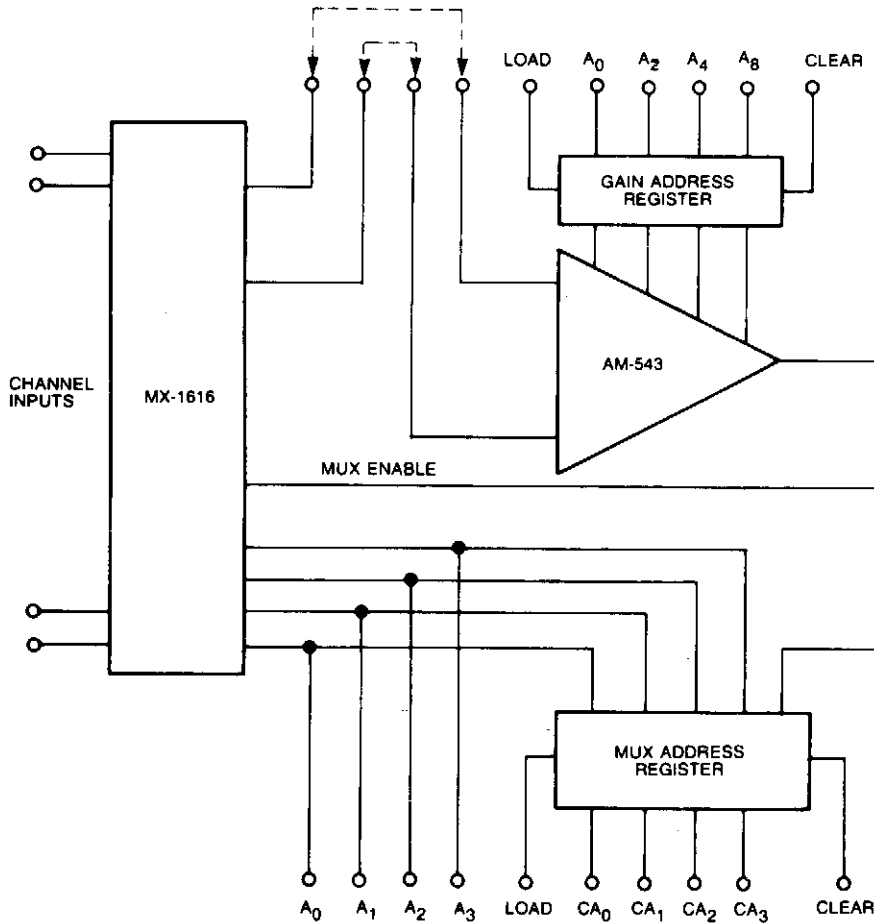 LOAD A0 A2 A4 A8 CLEAR
GAIN ADDRESS
REGISTER
AM-543
CHANNEL
INPUTS
MX-1616
MUX ENABLE
MUX ADDRESS
REGISTER
A0 A1 A2 A3 LOAD CA0 CA1 CA2 CA3 CLEAR